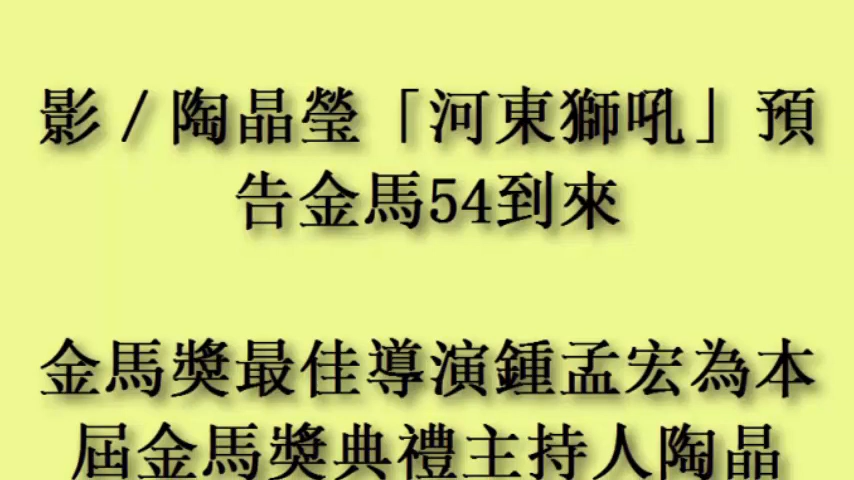 影／陶晶瑩「河東獅吼」預
告金馬54到來
金馬獎最佳導演鍾孟宏為本
屆金馬獎典禮主持人陶晶